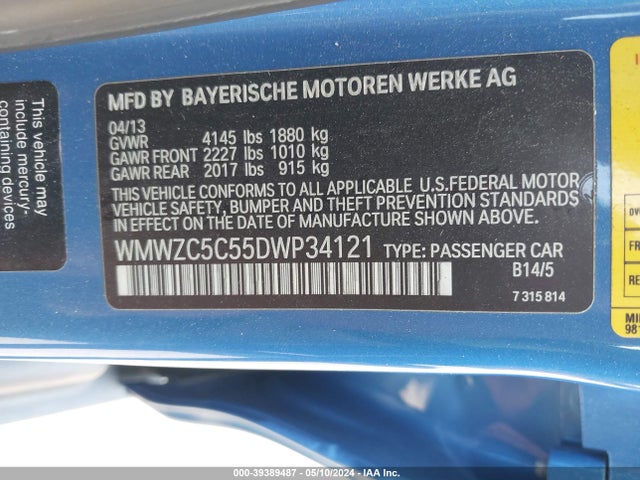 This vehicle may
include mercury-
containing devices
MFD BY BAYERISCHE MOTOREN WERKE AG
04/13
GVWR 4145 lbs 1880 kg
GAWR FRONT 2227 lbs 1010 kg
GAWR REAR 2017 lbs 915 kg
THIS VEHICLE CONFORMS TO ALL APPLICABLE U.S.FEDERAL MOTOR
VEHICLE SAFETY, BUMPER AND THEFT PREVENTION STANDARDS
IN EFFECT ON THE DATE OF MANUFACTURE SHOWN ABOVE.
WMWZC5C55DWP34121 TYPE: PASSENGER CAR
B14/5
7 315 814
000-39389487 - 05/10/2024 - IAA Inc.